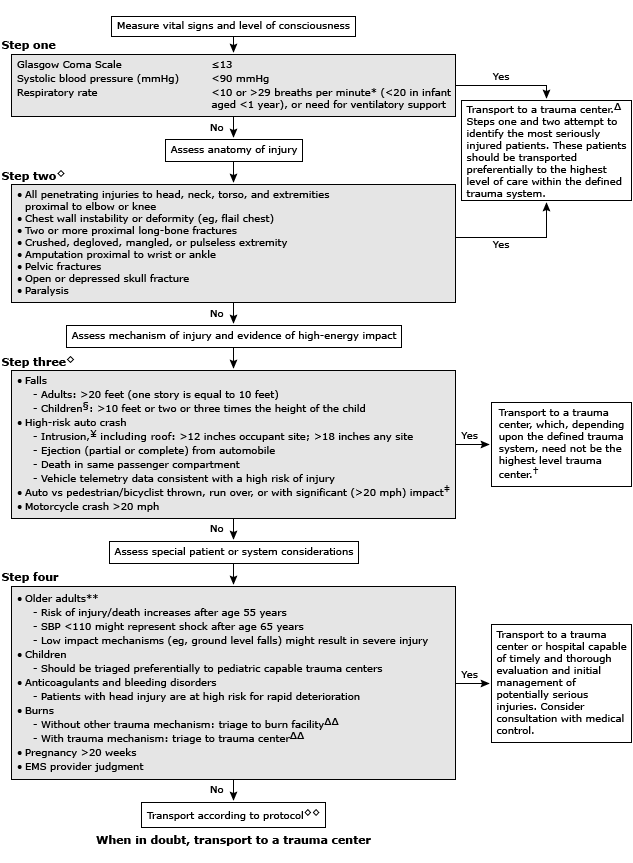 Measure vital signs and level of consciousness
Step one
Glasgow Coma Scale ≤13
Systolic blood pressure (mmHg) <90 mmHg
Respiratory rate <10 or >29 breaths per minute* (<20 in infant
aged <1 year), or need for ventilatory support
Yes
Transport to a trauma center.Δ
Steps one and two attempt to
identify the most seriously
injured patients. These patients
should be transported
preferentially to the highest
level of care within the defined
trauma system.
No
Assess anatomy of injury
Step two◇
• All penetrating injuries to head, neck, torso, and extremities
proximal to elbow or knee
• Chest wall instability or deformity (eg, flail chest)
• Two or more proximal long-bone fractures
• Crushed, degloved, mangled, or pulseless extremity
• Amputation proximal to wrist or ankle
• Pelvic fractures
• Open or depressed skull fracture
• Paralysis
Yes
No
Assess mechanism of injury and evidence of high-energy impact
Step three◇
• Falls
- Adults: >20 feet (one story is equal to 10 feet)
- Children§: >10 feet or two or three times the height of the child
• High-risk auto crash
- Intrusion,¥ including roof: >12 inches occupant site; >18 inches any site
- Ejection (partial or complete) from automobile
- Death in same passenger compartment
- Vehicle telemetry data consistent with a high risk of injury
• Auto vs pedestrian/bicyclist thrown, run over, or with significant (>20 mph) impact‡
• Motorcycle crash >20 mph
Yes
Transport to a trauma
center, which, depending
upon the defined trauma
system, need not be the
highest level trauma
center.†
No
Assess special patient or system considerations
Step four
• Older adults**
- Risk of injury/death increases after age 55 years
- SBP <110 might represent shock after age 65 years
- Low impact mechanisms (eg, ground level falls) might result in severe injury
• Children
- Should be triaged preferentially to pediatric capable trauma centers
• Anticoagulants and bleeding disorders
- Patients with head injury are at high risk for rapid deterioration
• Burns
- Without other trauma mechanism: triage to burn facilityΔΔ
- With trauma mechanism: triage to trauma centerΔΔ
• Pregnancy >20 weeks
• EMS provider judgment
Yes
Transport to a trauma
center or hospital capable
of timely and thorough
evaluation and initial
management of
potentially serious
injuries. Consider
consultation with medical
control.
No
Transport according to protocol◇◇
When in doubt, transport to a trauma center